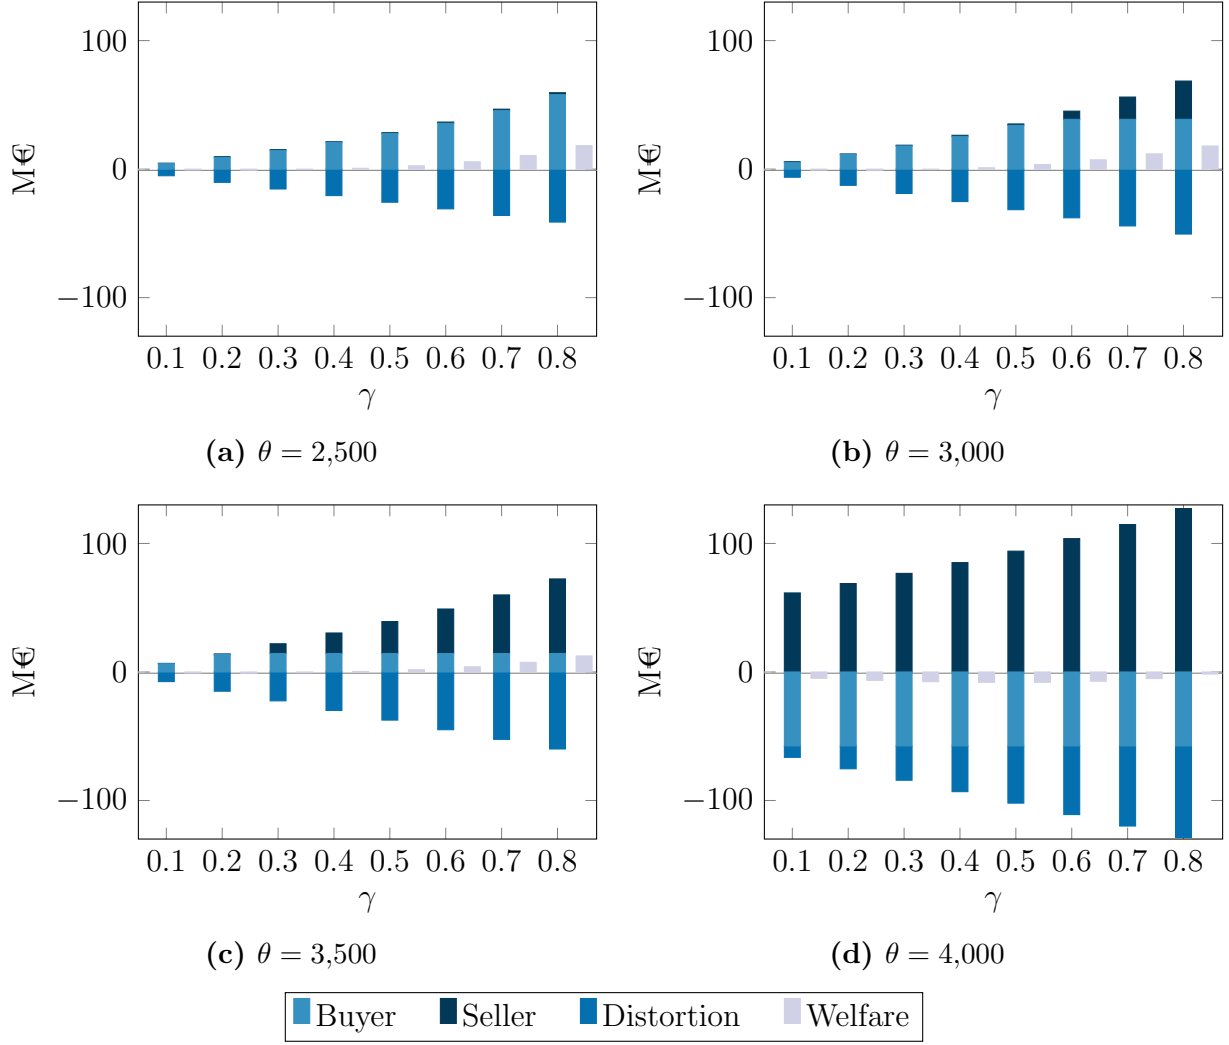 100
0
−100
M€
0.1 0.2 0.3 0.4 0.5 0.6 0.7 0.8
γ
(a) θ = 2,500
100
0
−100
M€
0.1 0.2 0.3 0.4 0.5 0.6 0.7 0.8
γ
(b) θ = 3,000
100
0
−100
M€
0.1 0.2 0.3 0.4 0.5 0.6 0.7 0.8
γ
(c) θ = 3,500
100
0
−100
M€
0.1 0.2 0.3 0.4 0.5 0.6 0.7 0.8
γ
(d) θ = 4,000
Buyer Seller Distortion Welfare